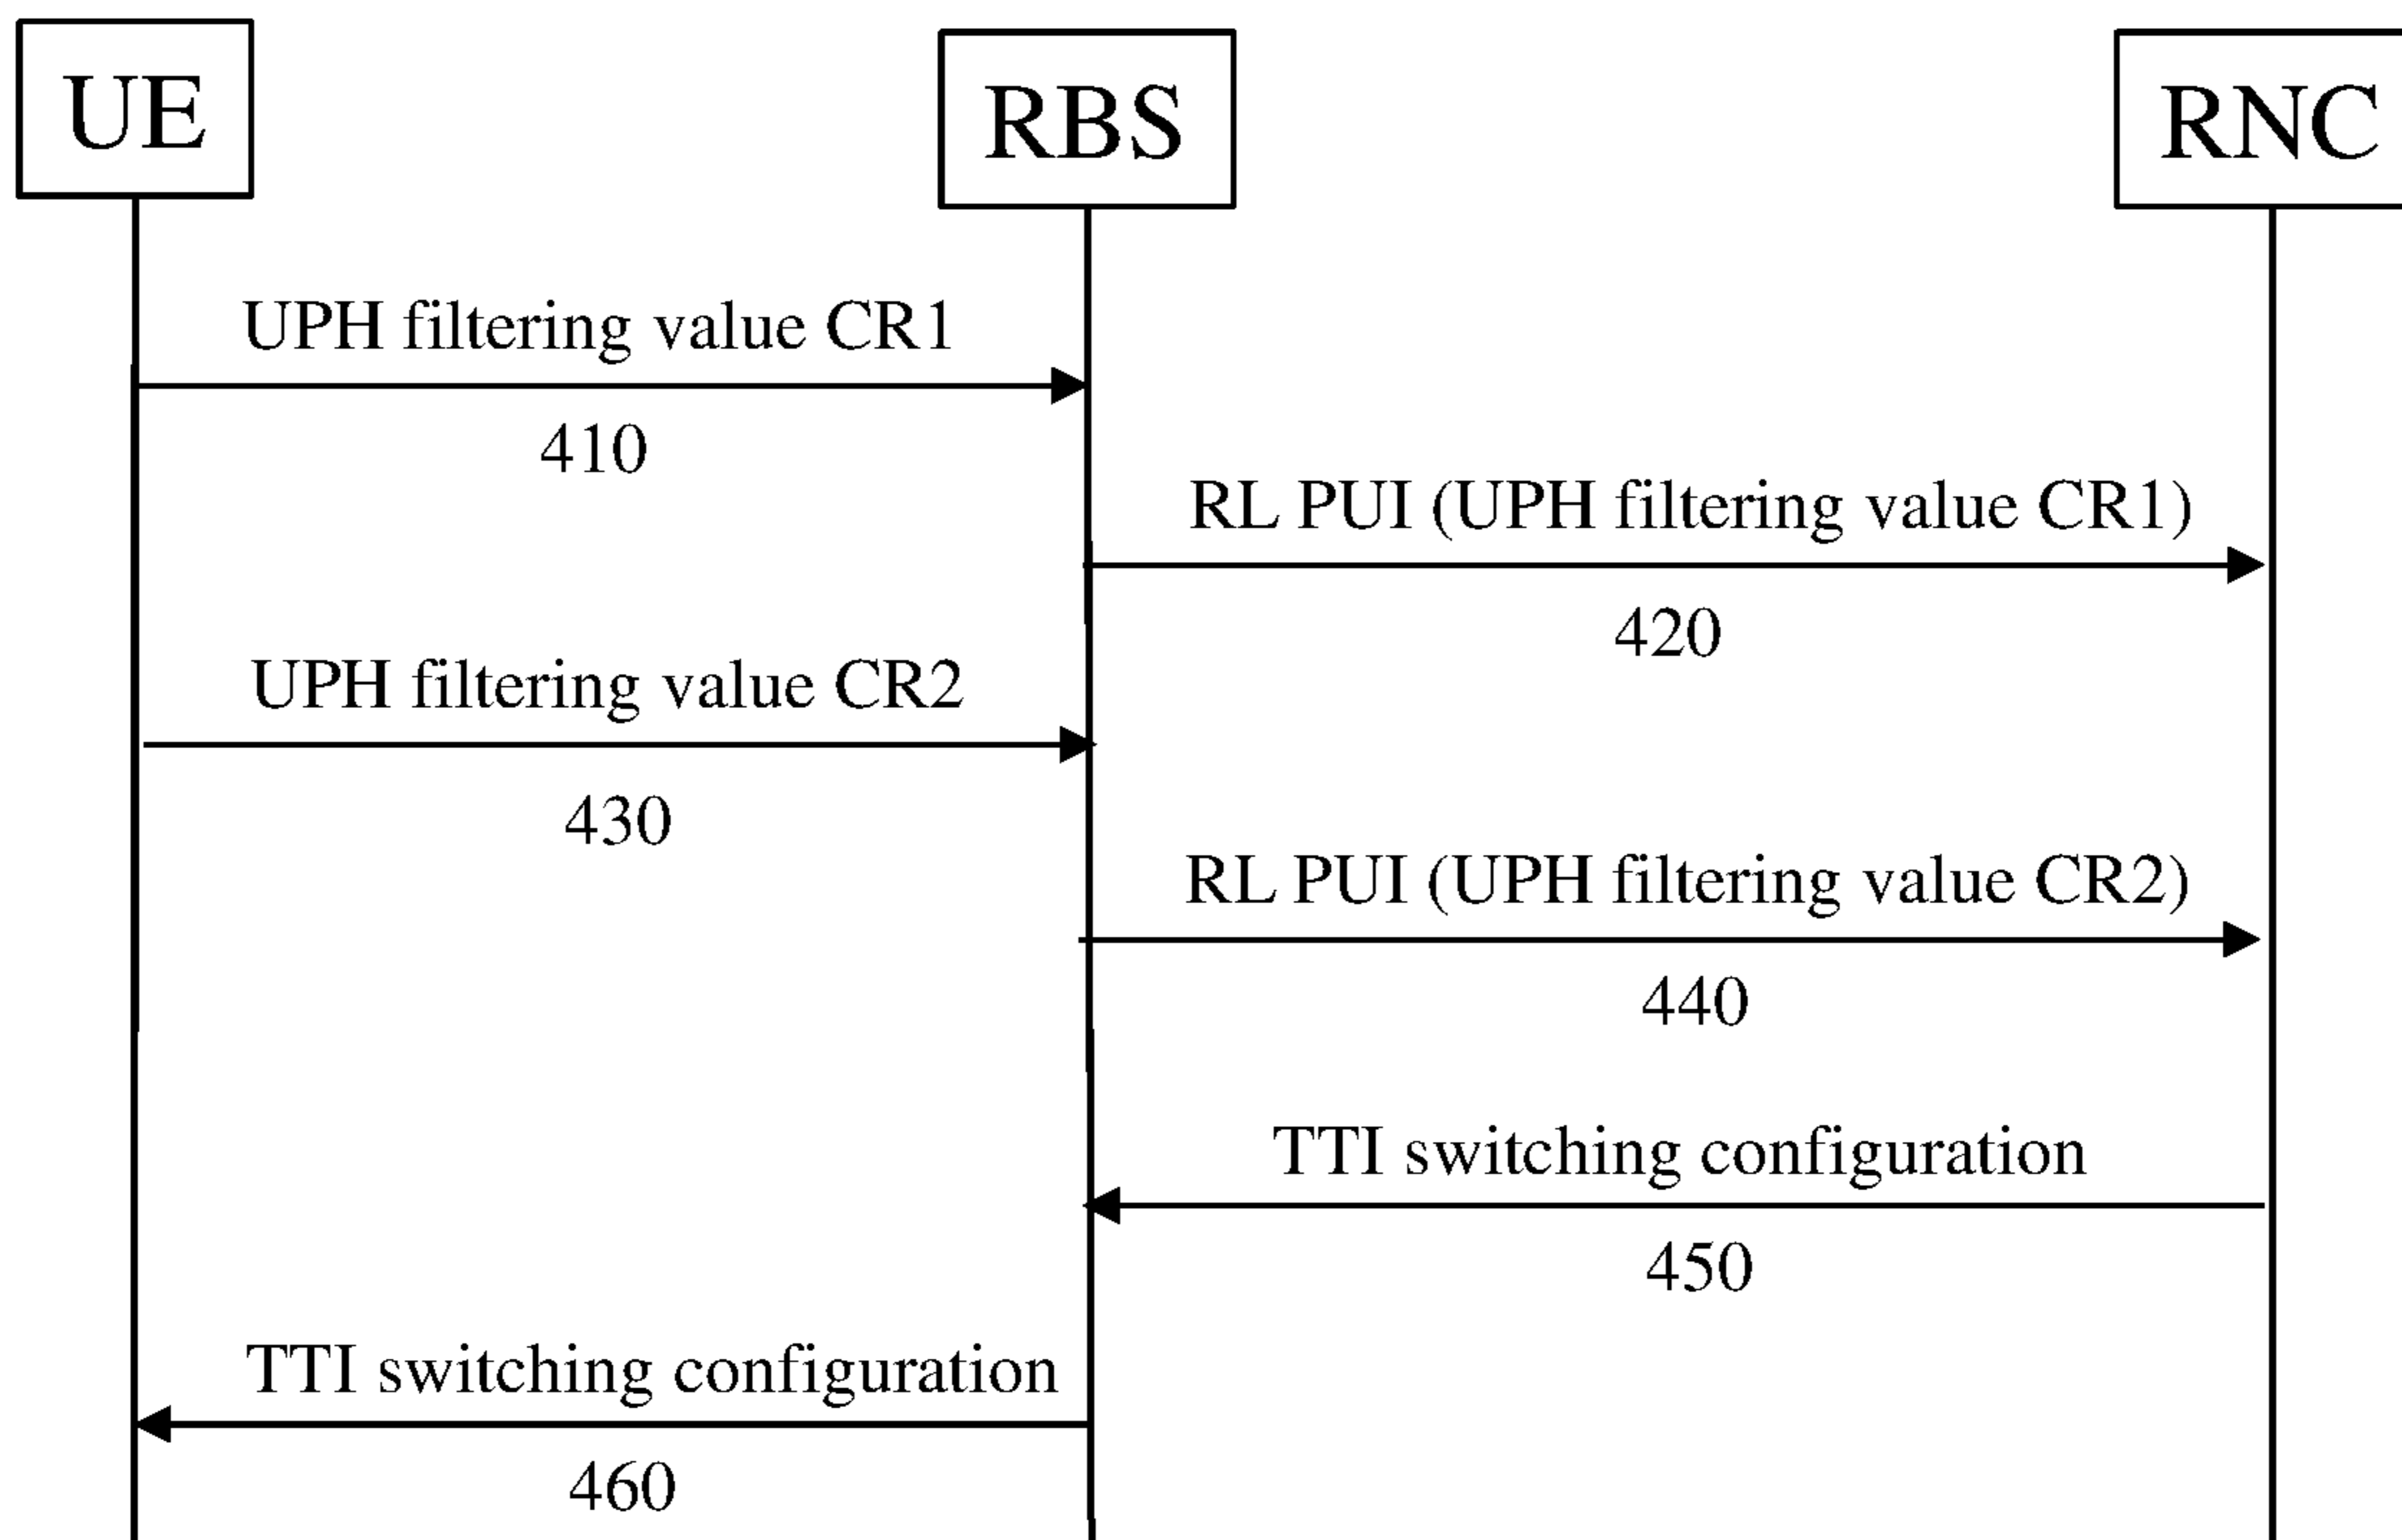 UE
RBS
RNC
UPH filtering value CR1
410
RL PUI (UPH filtering value CR1)
420
UPH filtering value CR2
430
RL PUI (UPH filtering value CR2)
440
TTI switching configuration
450
TTI switching configuration
460